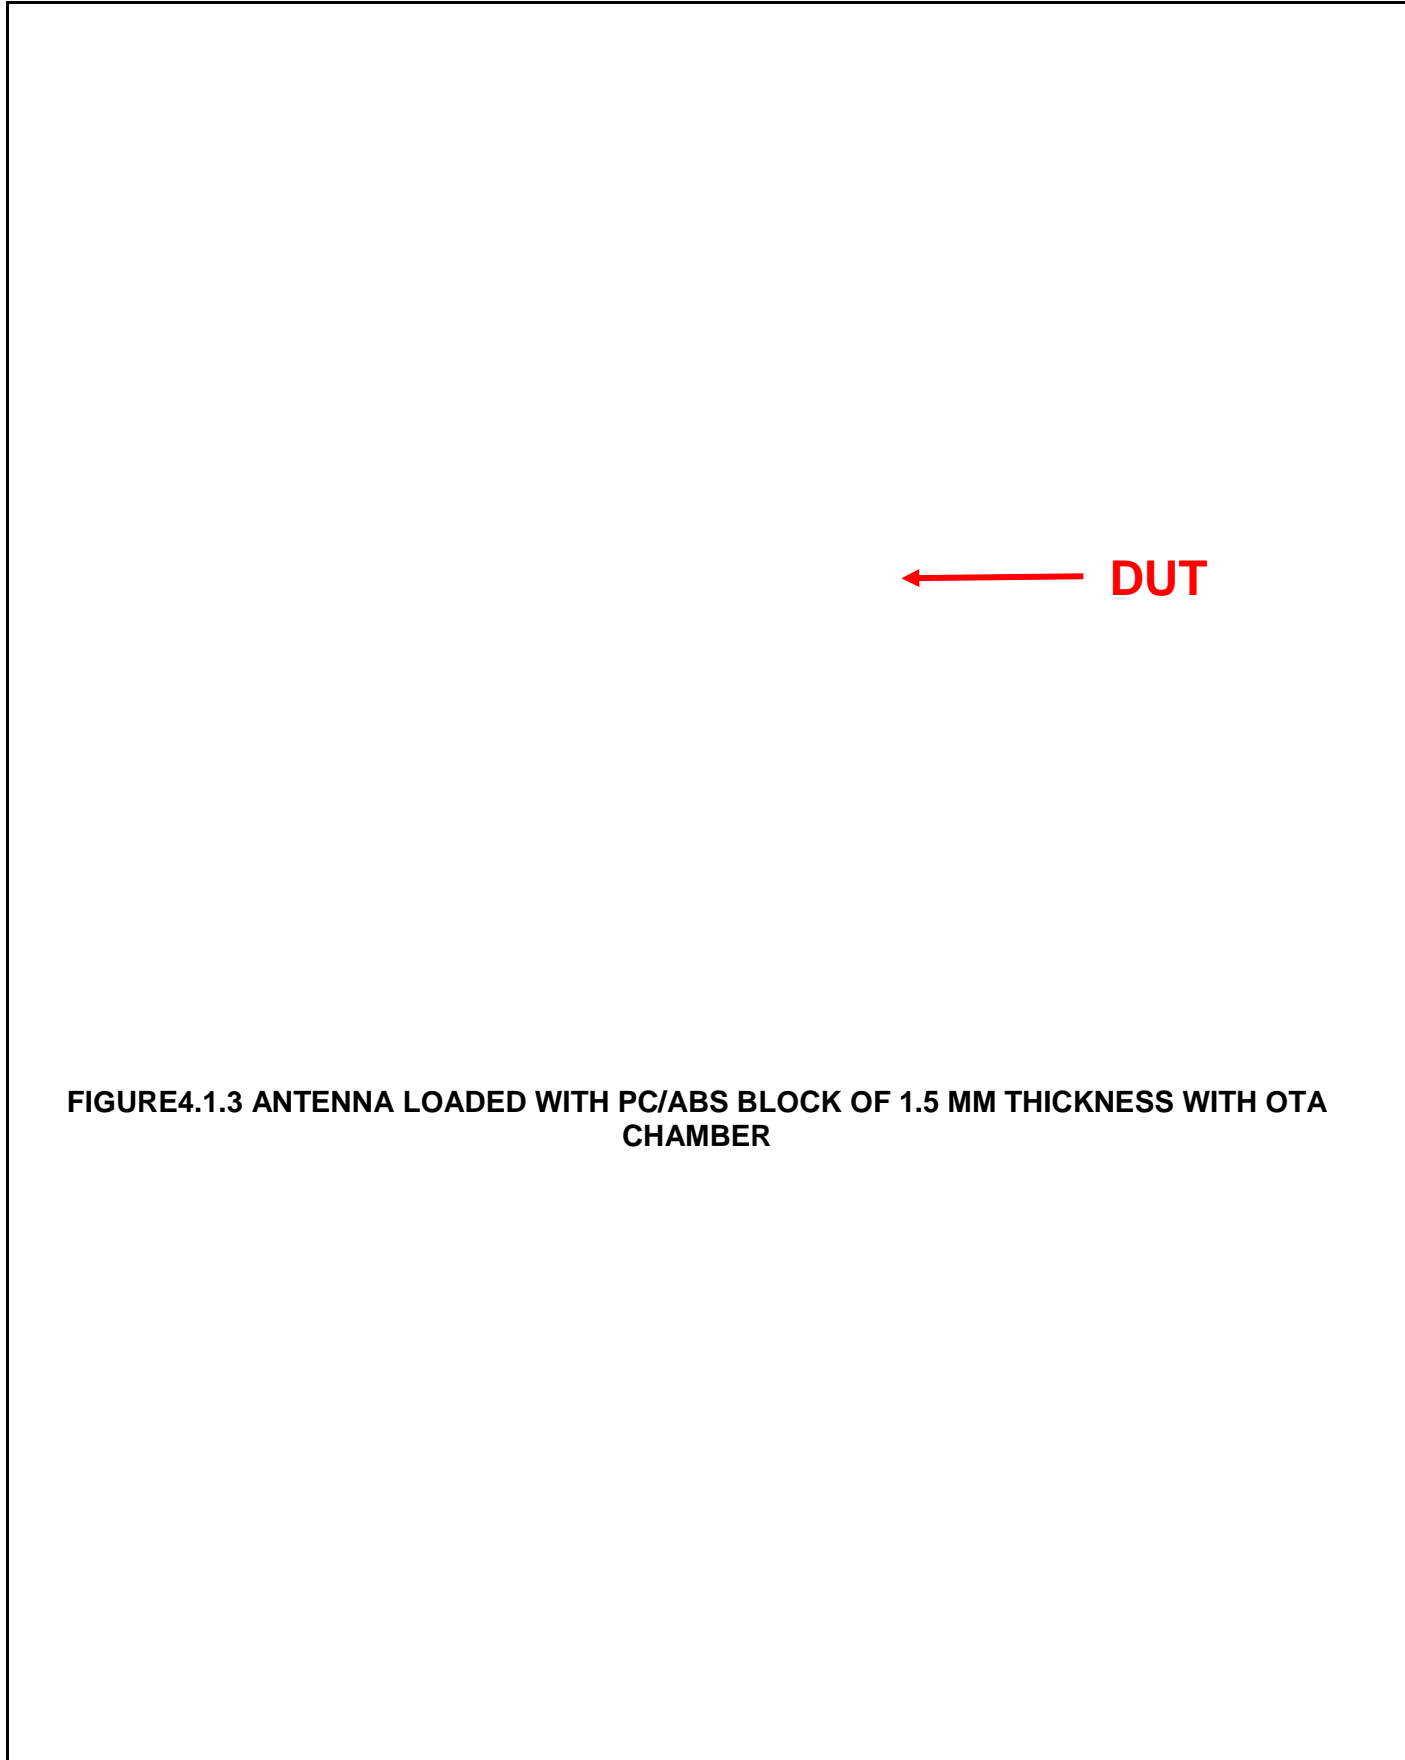 DUT
FIGURE4.1.3 ANTENNA LOADED WITH PC/ABS BLOCK OF 1.5 MM THICKNESS WITH OTA
CHAMBER